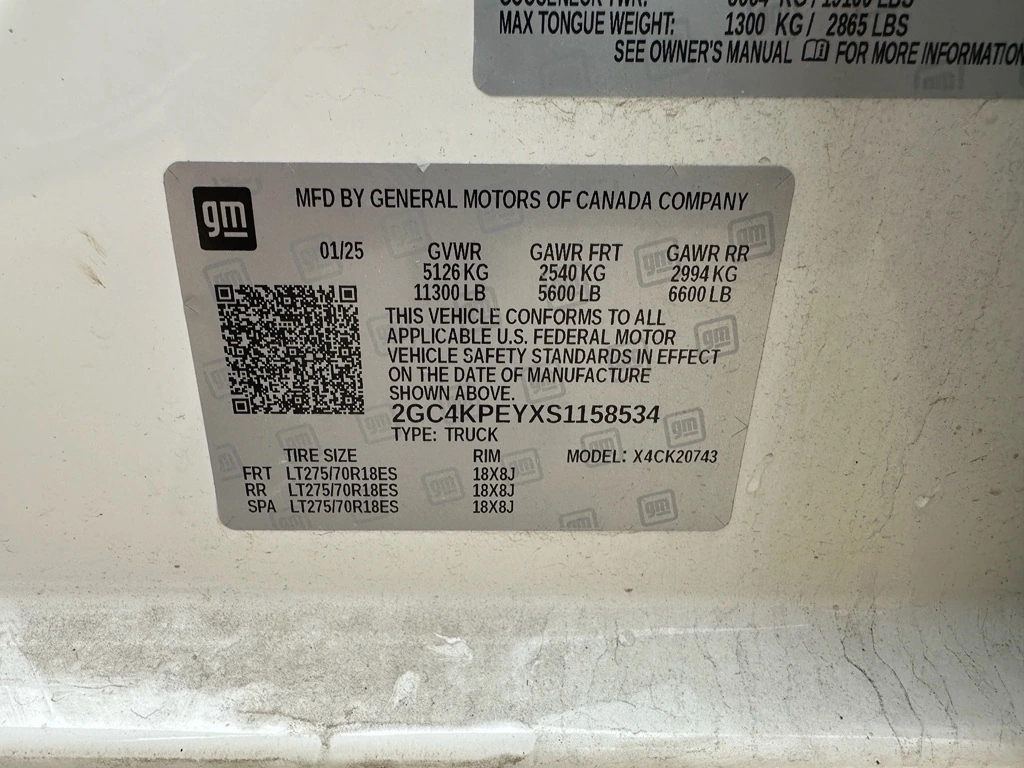 MAX TONGUE WEIGHT: 1300 KG / 2865 LBS
SEE OWNER'S MANUAL FOR MORE INFORMATION
gm
MFD BY GENERAL MOTORS OF CANADA COMPANY
01/25 GVWR GAWR FRT GAWR RR
5126 KG 2540 KG 2994 KG
11300 LB 5600 LB 6600 LB
THIS VEHICLE CONFORMS TO ALL
APPLICABLE U.S. FEDERAL MOTOR
VEHICLE SAFETY STANDARDS IN EFFECT
ON THE DATE OF MANUFACTURE
SHOWN ABOVE.
2GC4KPEYXS1158534
TYPE: TRUCK
TIRE SIZE RIM MODEL: X4CK20743
FRT LT275/70R18ES 18X8J
RR LT275/70R18ES 18X8J
SPA LT275/70R18ES 18X8J